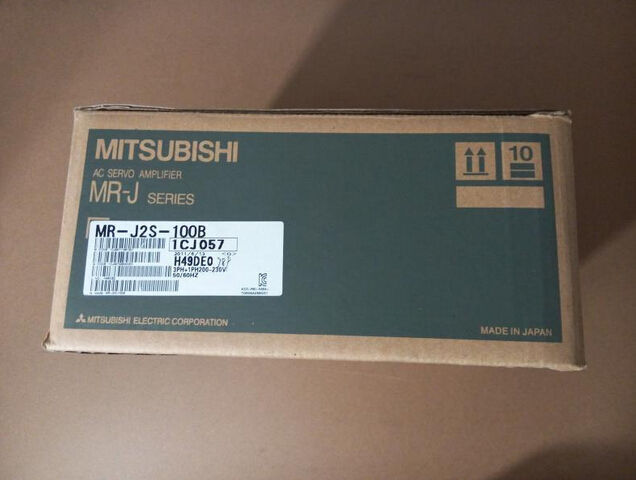 MITSUBISHI
10
AC SERVO AMPLIFIER
MR-J SERIES
MR-J2S-100B
1CJ057
H49DE0
3PH+1PH200-230V
50/60HZ
MITSUBISHI ELECTRIC CORPORATION
MADE IN JAPAN